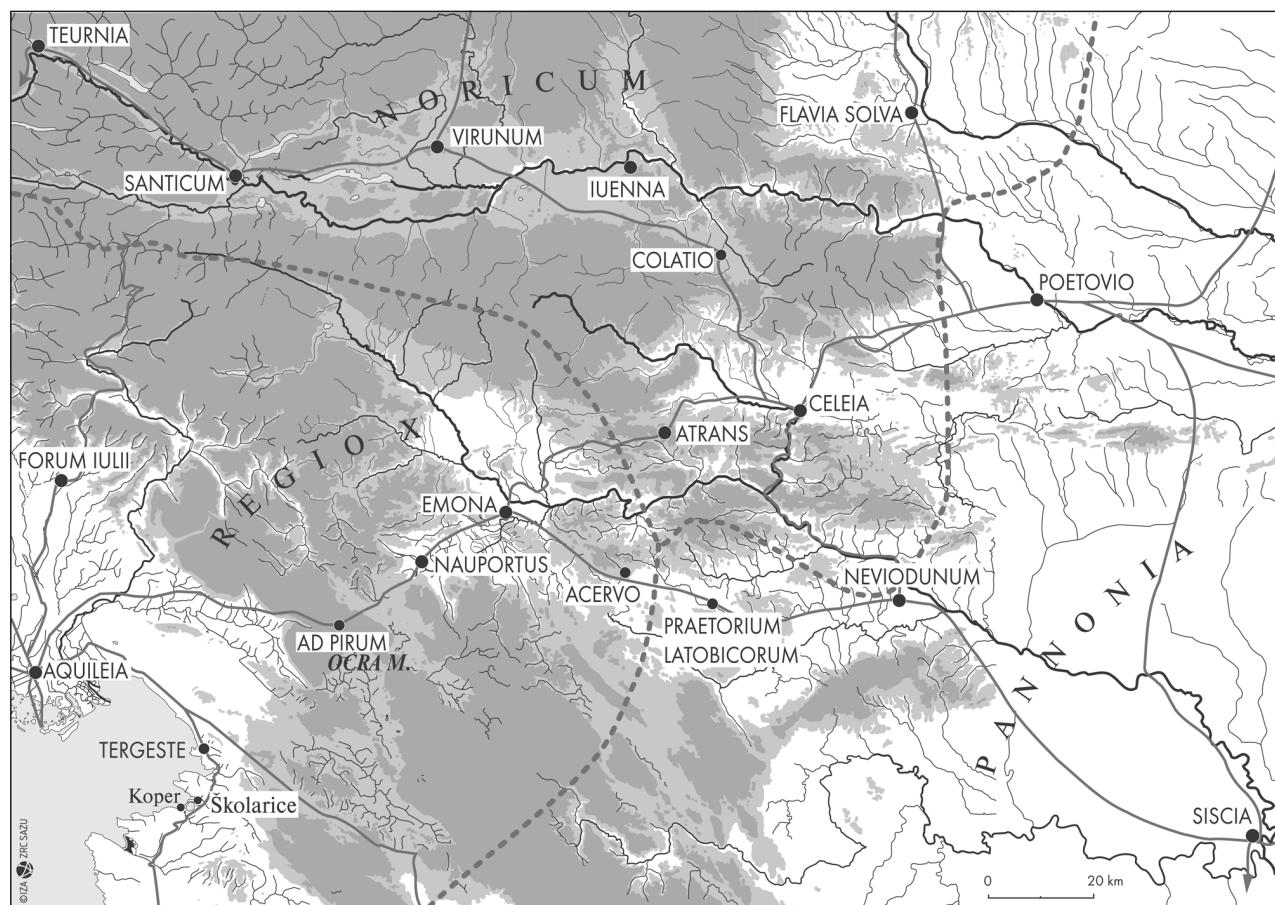 TEURNIA
NORICUM
FLAVIA SOLVA
VIRUNUM
SANTICUM
IUENNA
COLATIO
POETOVIO
CELEIA
ATRANS
REGIO X
FORUM IULII
EMONA
NAUPORTUS
ACERVO
NEVIODUNUM
PRAETORIUM
LATOBICORUM
PANNONIA
AD PIRUM
OCRA M.
AQUILEIA
TERGESTE
Koper
Školarice
SISCIA
0 20 km
©IZA ZRC SAZU